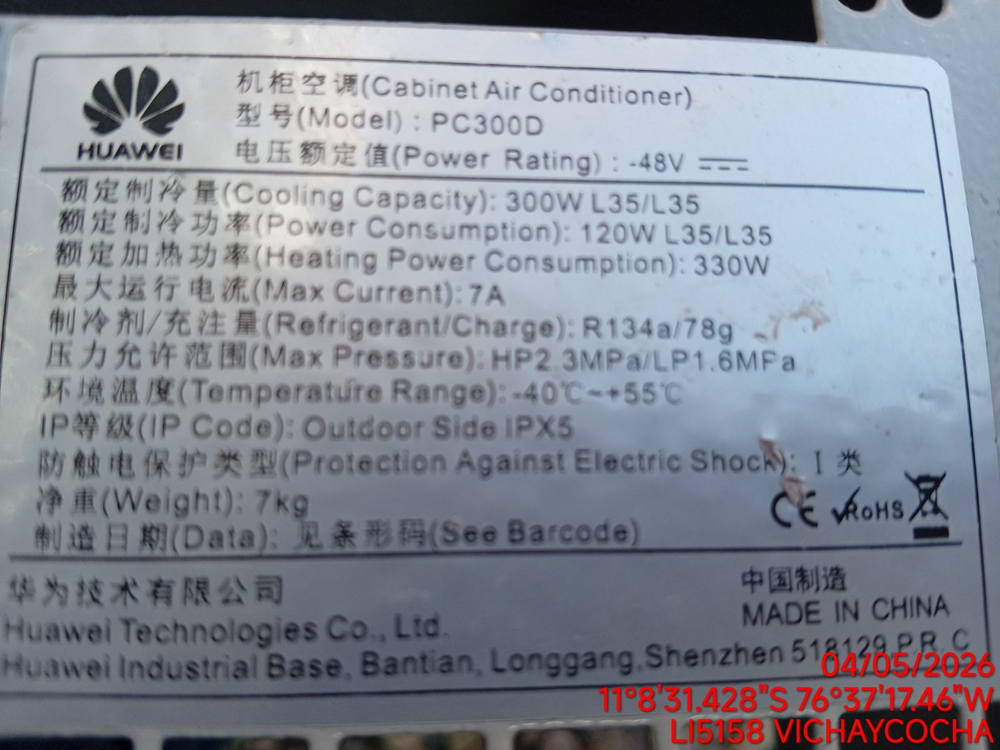 HUAWEI
机柜空调(Cabinet Air Conditioner)
型号(Model) : PC300D
电压额定值(Power Rating) : -48V
额定制冷量(Cooling Capacity): 300W L35/L35
额定制冷功率(Power Consumption): 120W L35/L35
额定加热功率(Heating Power Consumption): 330W
最大运行电流(Max Current): 7A
制冷剂/充注量(Refrigerant/Charge): R134a/78g
压力允许范围(Max Pressure): HP2.3MPa/LP1.6MPa
环境温度(Temperature Range): -40℃~+55℃
IP等级(IP Code): Outdoor Side IPX5
防触电保护类型(Protection Against Electric Shock): I 类
净重(Weight): 7kg
CE RoHS
制造日期(Data): 见条形码(See Barcode)
华为技术有限公司
中国制造
Huawei Technologies Co., Ltd.
MADE IN CHINA
Huawei Industrial Base, Bantian, Longgang, Shenzhen 518129 P.R. C
04/05/2026
11°8'31.428"S 76°37'17.46"W
LI5158 VICHAYCOCHA